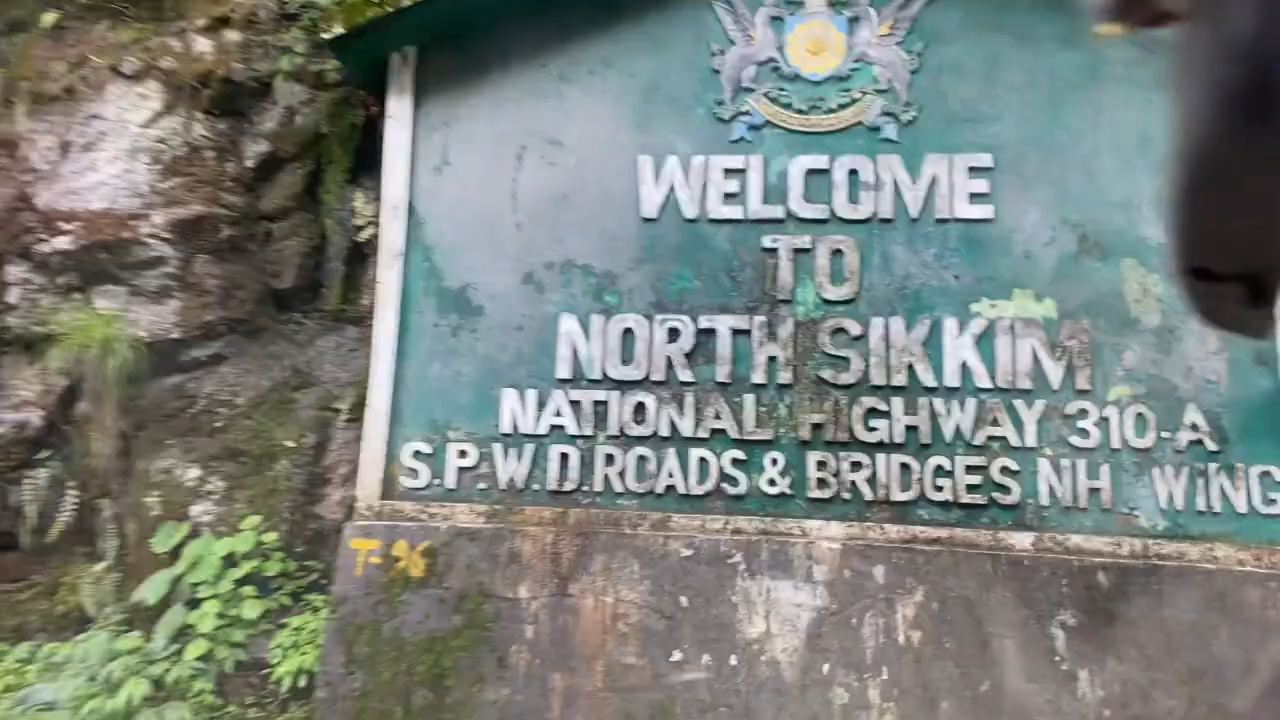 WELCOME
TO
NORTH SIKKIM
NATIONAL HIGHWAY 310-A
S.P.W.D. ROADS & BRIDGES NH WING
T-96